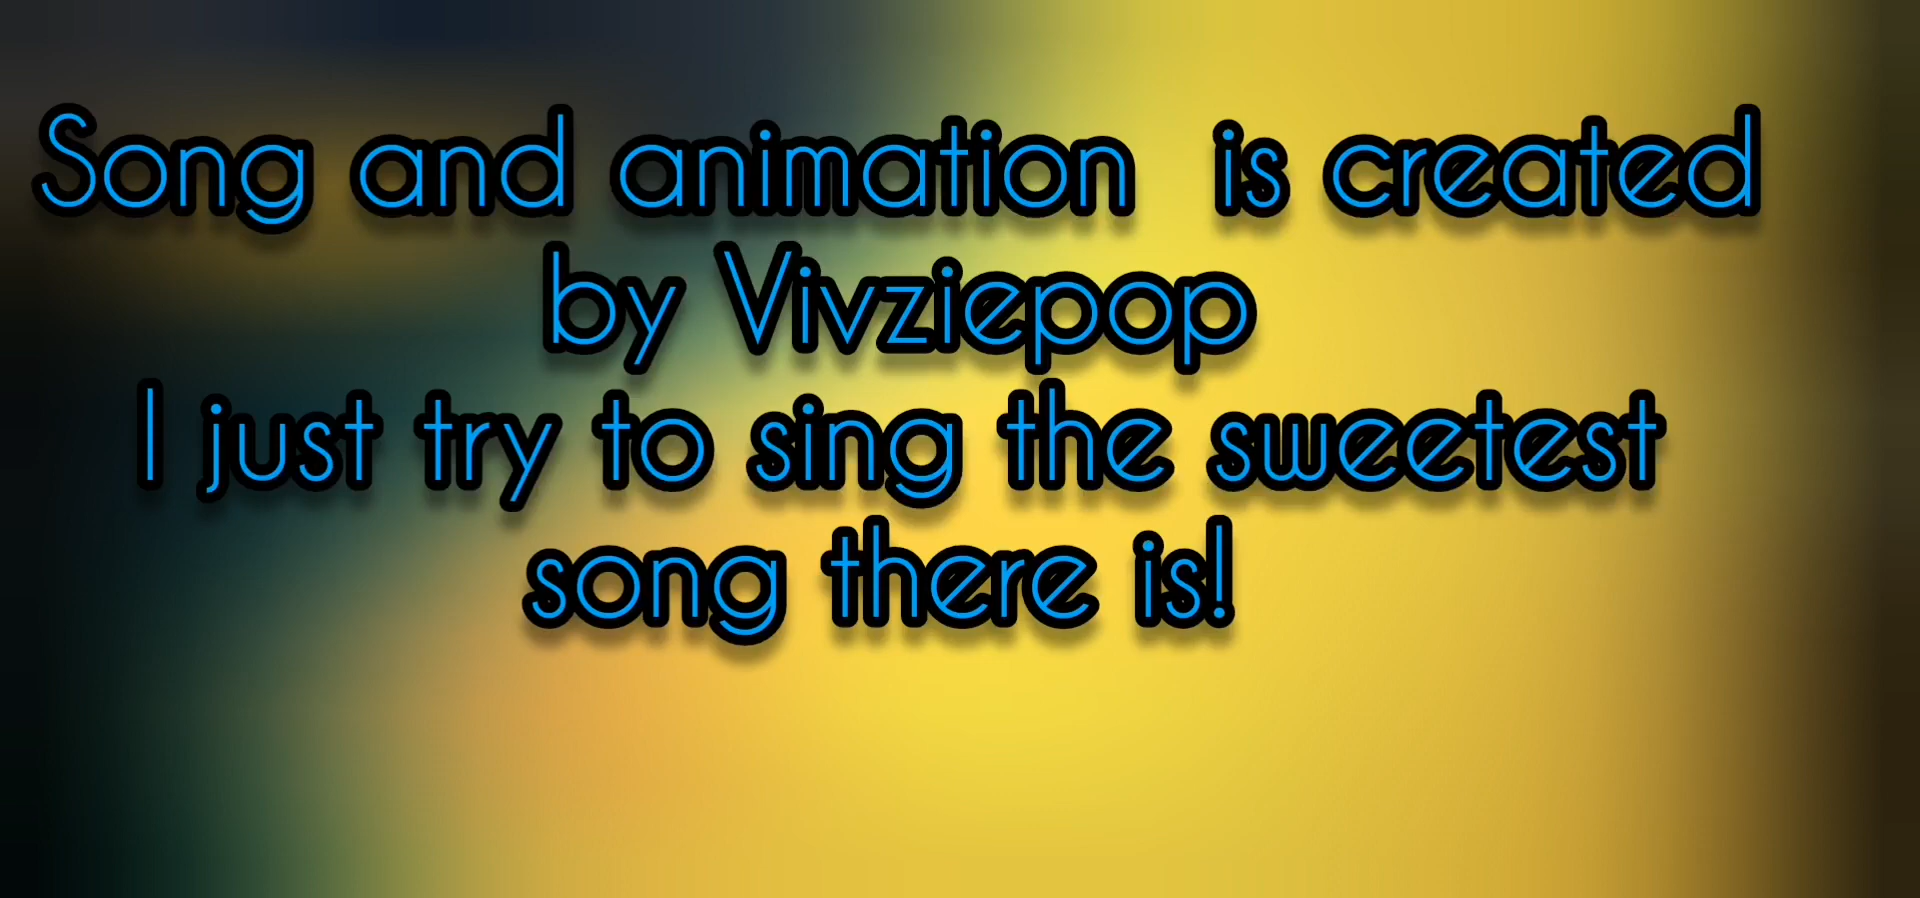 Song and animation  is created
by Vivziepop
I just try to sing the sweetest
song there is!